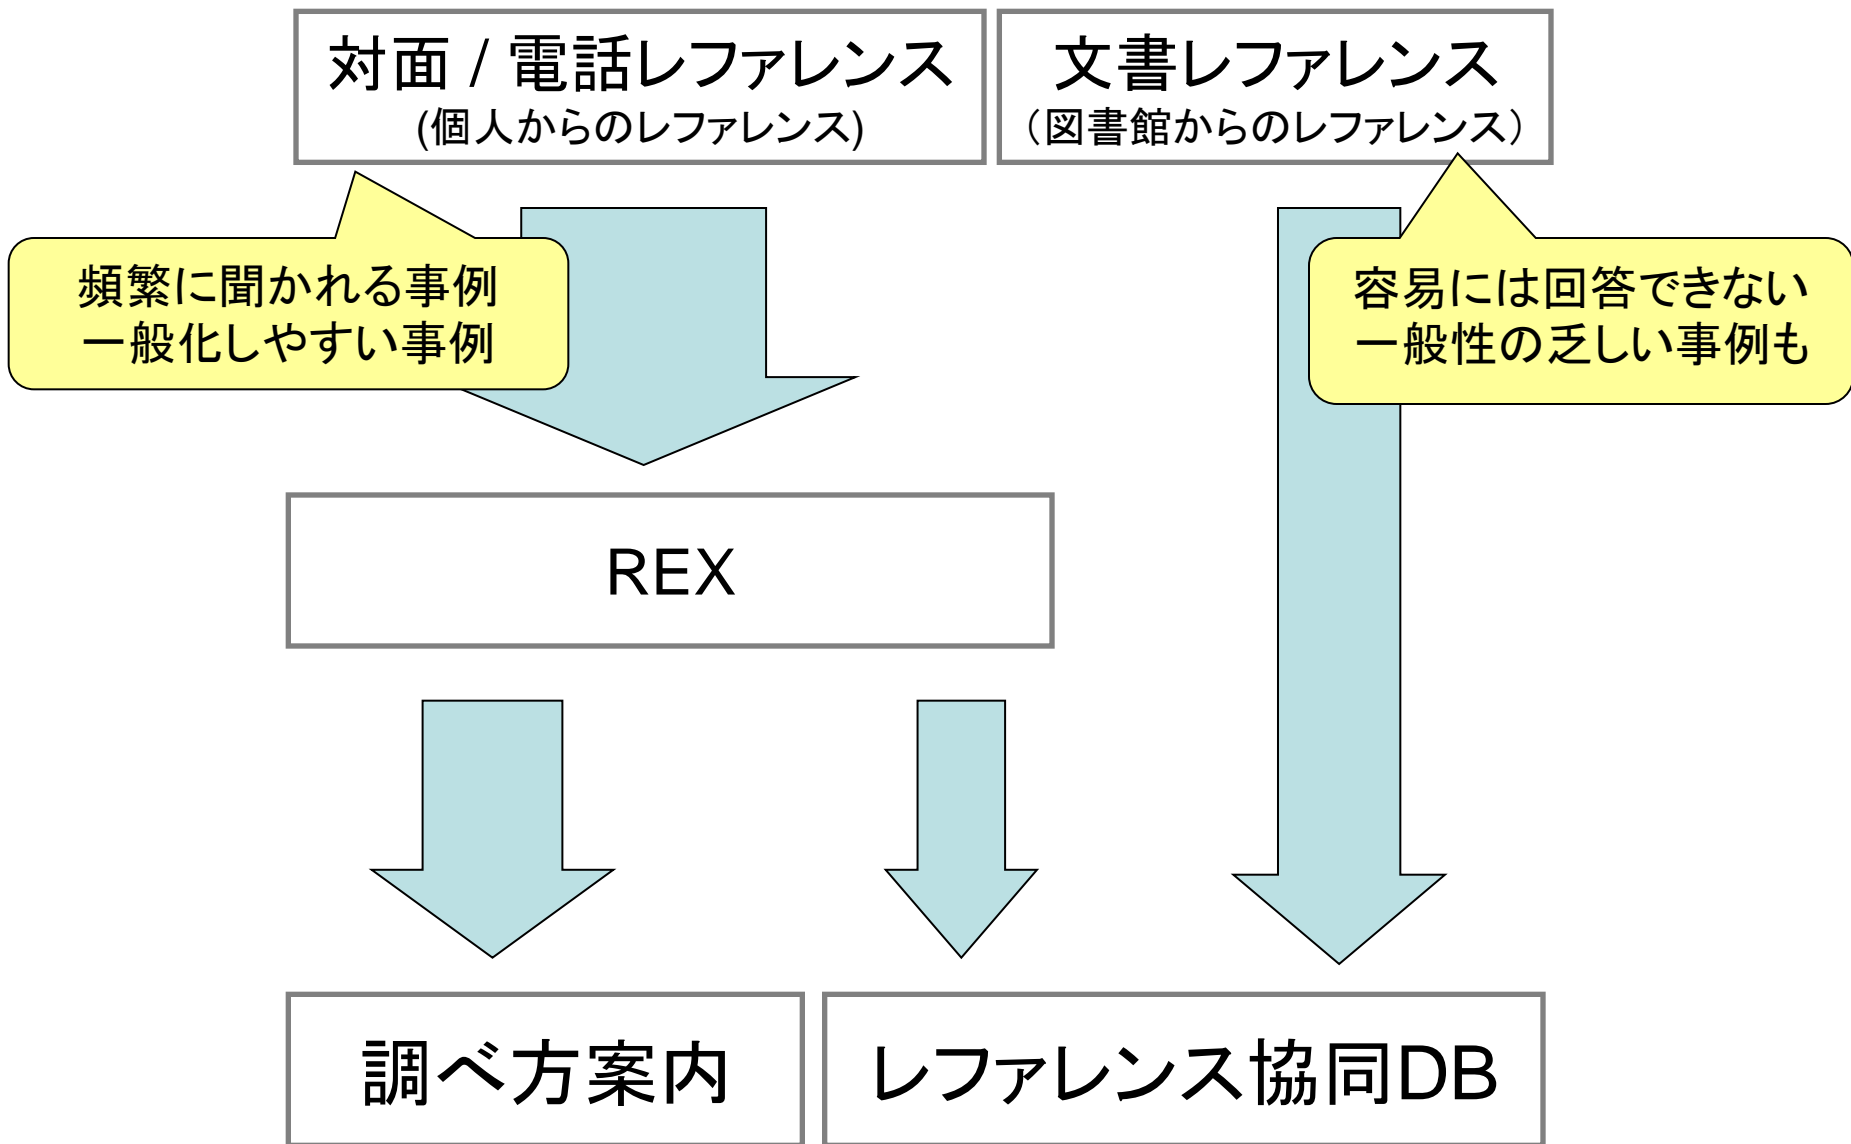 対面 / 電話レファレンス
(個人からのレファレンス)
文書レファレンス
（図書館からのレファレンス）
頻繁に聞かれる事例
一般化しやすい事例
容易には回答できない
一般性の乏しい事例も
REX
調べ方案内
レファレンス協同DB